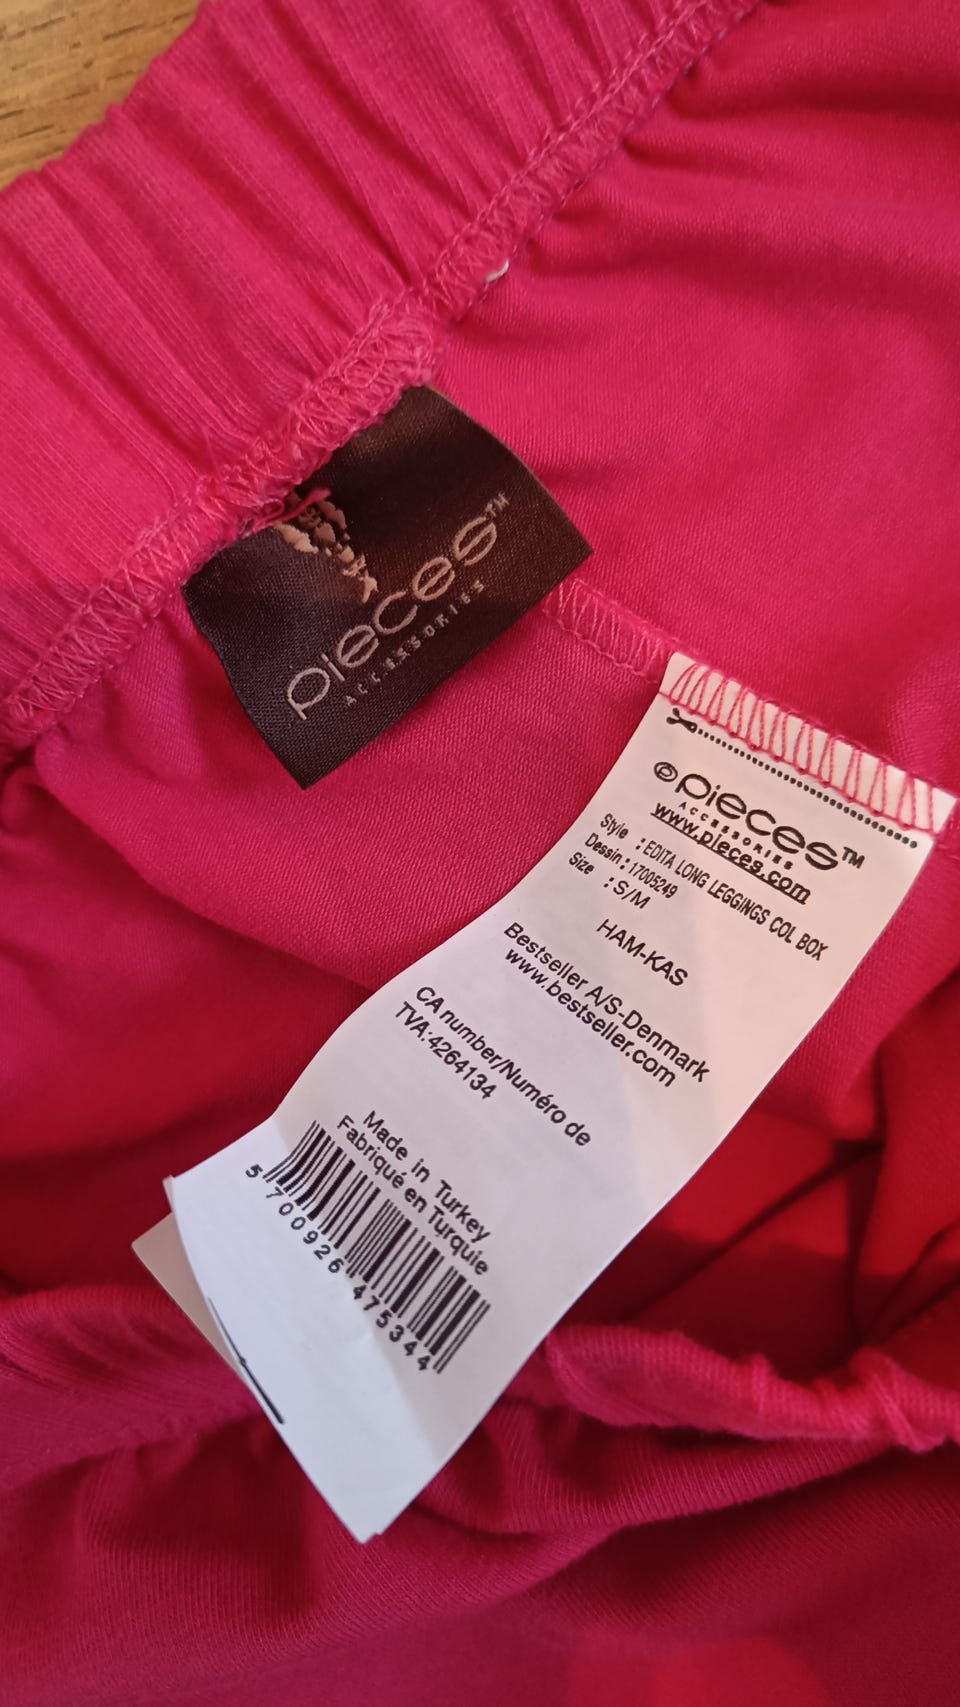 pieces™
ACCESSORIES
℗pieces™
ACCESSORIES
www.pieces.com
Style : EDITA LONG LEGGINGS COL BOX
Dessin : 17005249
Size : S/M
HAM-KAS
Bestseller A/S-Denmark
www.bestseller.com
CA number/Numéro de
TVA:4264134
Made in Turkey
Fabriqué en Turquie
5 700926 475344